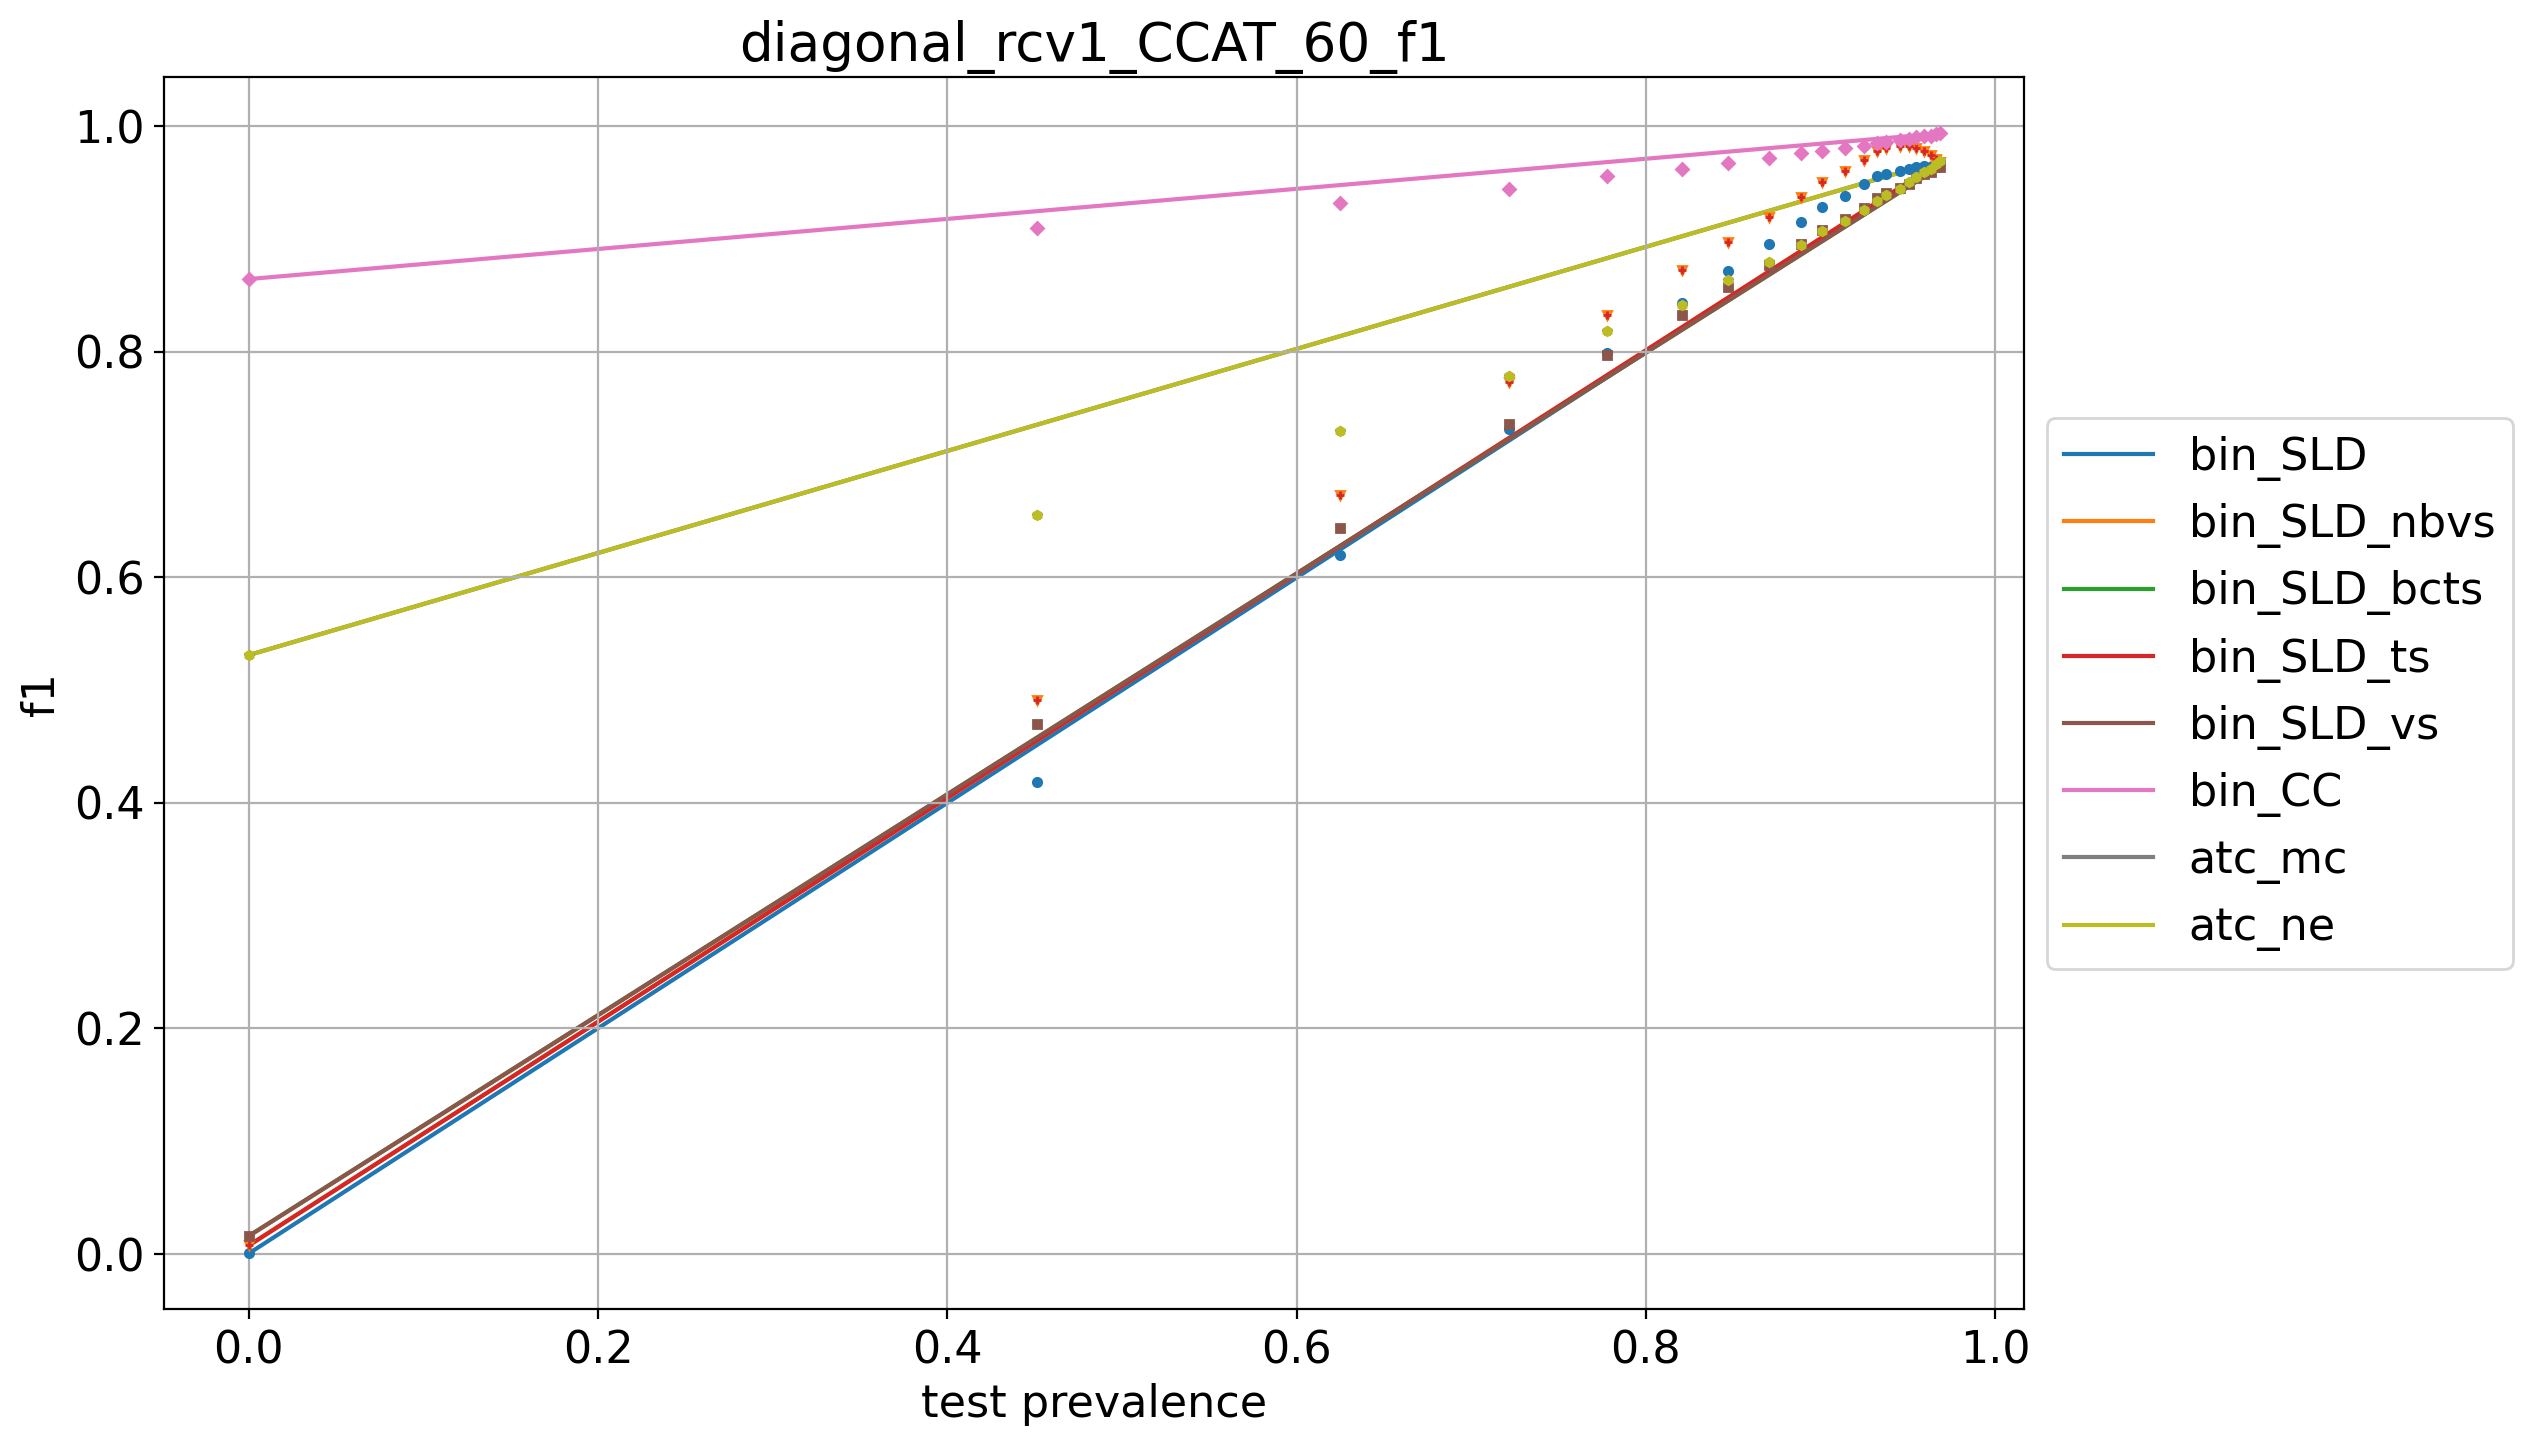 diagonal_rcv1_CCAT_60_f1
1.0
0.8
0.6
0.4
0.2
0.0
f1
0.0 0.2 0.4 0.6 0.8 1.0
test prevalence
bin_SLD
bin_SLD_nbvs
bin_SLD_bcts
bin_SLD_ts
bin_SLD_vs
bin_CC
atc_mc
atc_ne